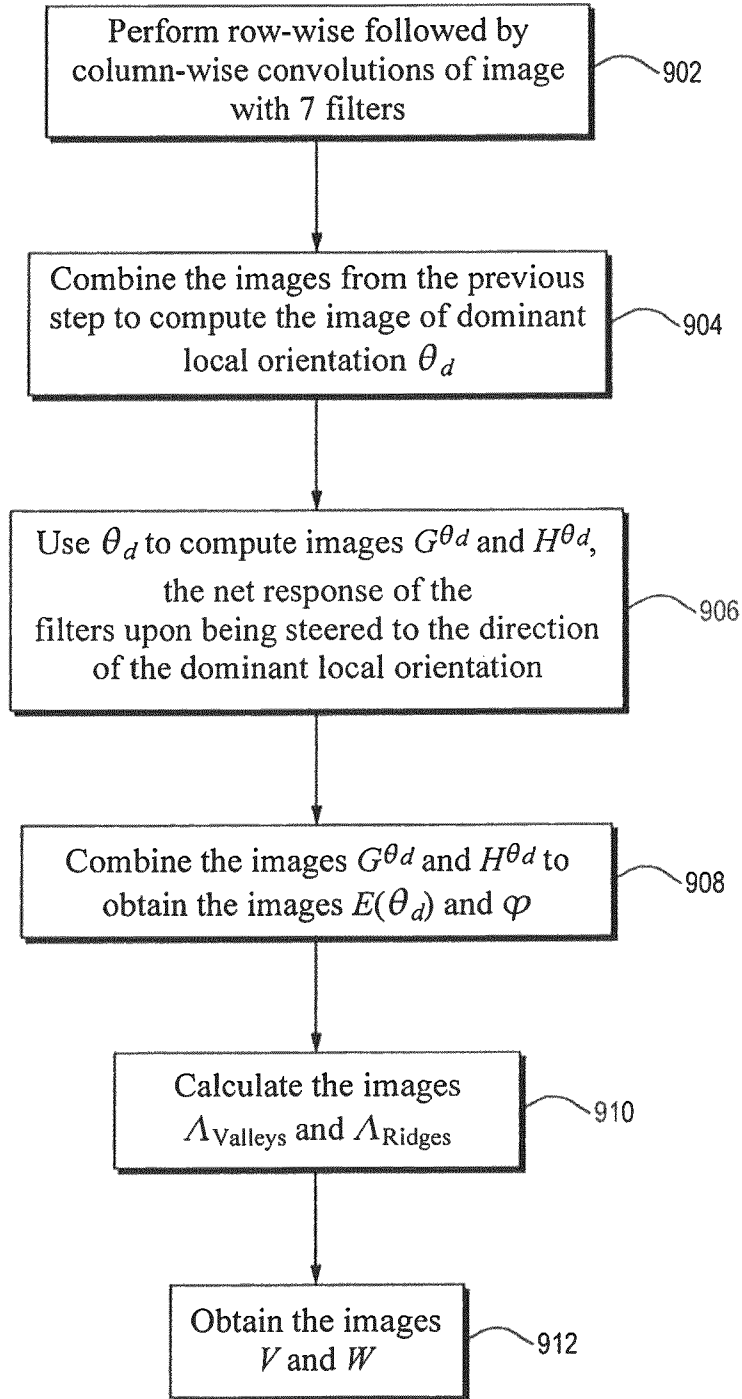 Perform row-wise followed by
column-wise convolutions of image
with 7 filters
902
Combine the images from the previous
step to compute the image of dominant
local orientation θd
904
Use θd to compute images Gθd and Hθd,
the net response of the
filters upon being steered to the direction
of the dominant local orientation
906
Combine the images Gθd and Hθd to
obtain the images E(θd) and φ
908
Calculate the images
ΛValleys and ΛRidges
910
Obtain the images
V and W
912